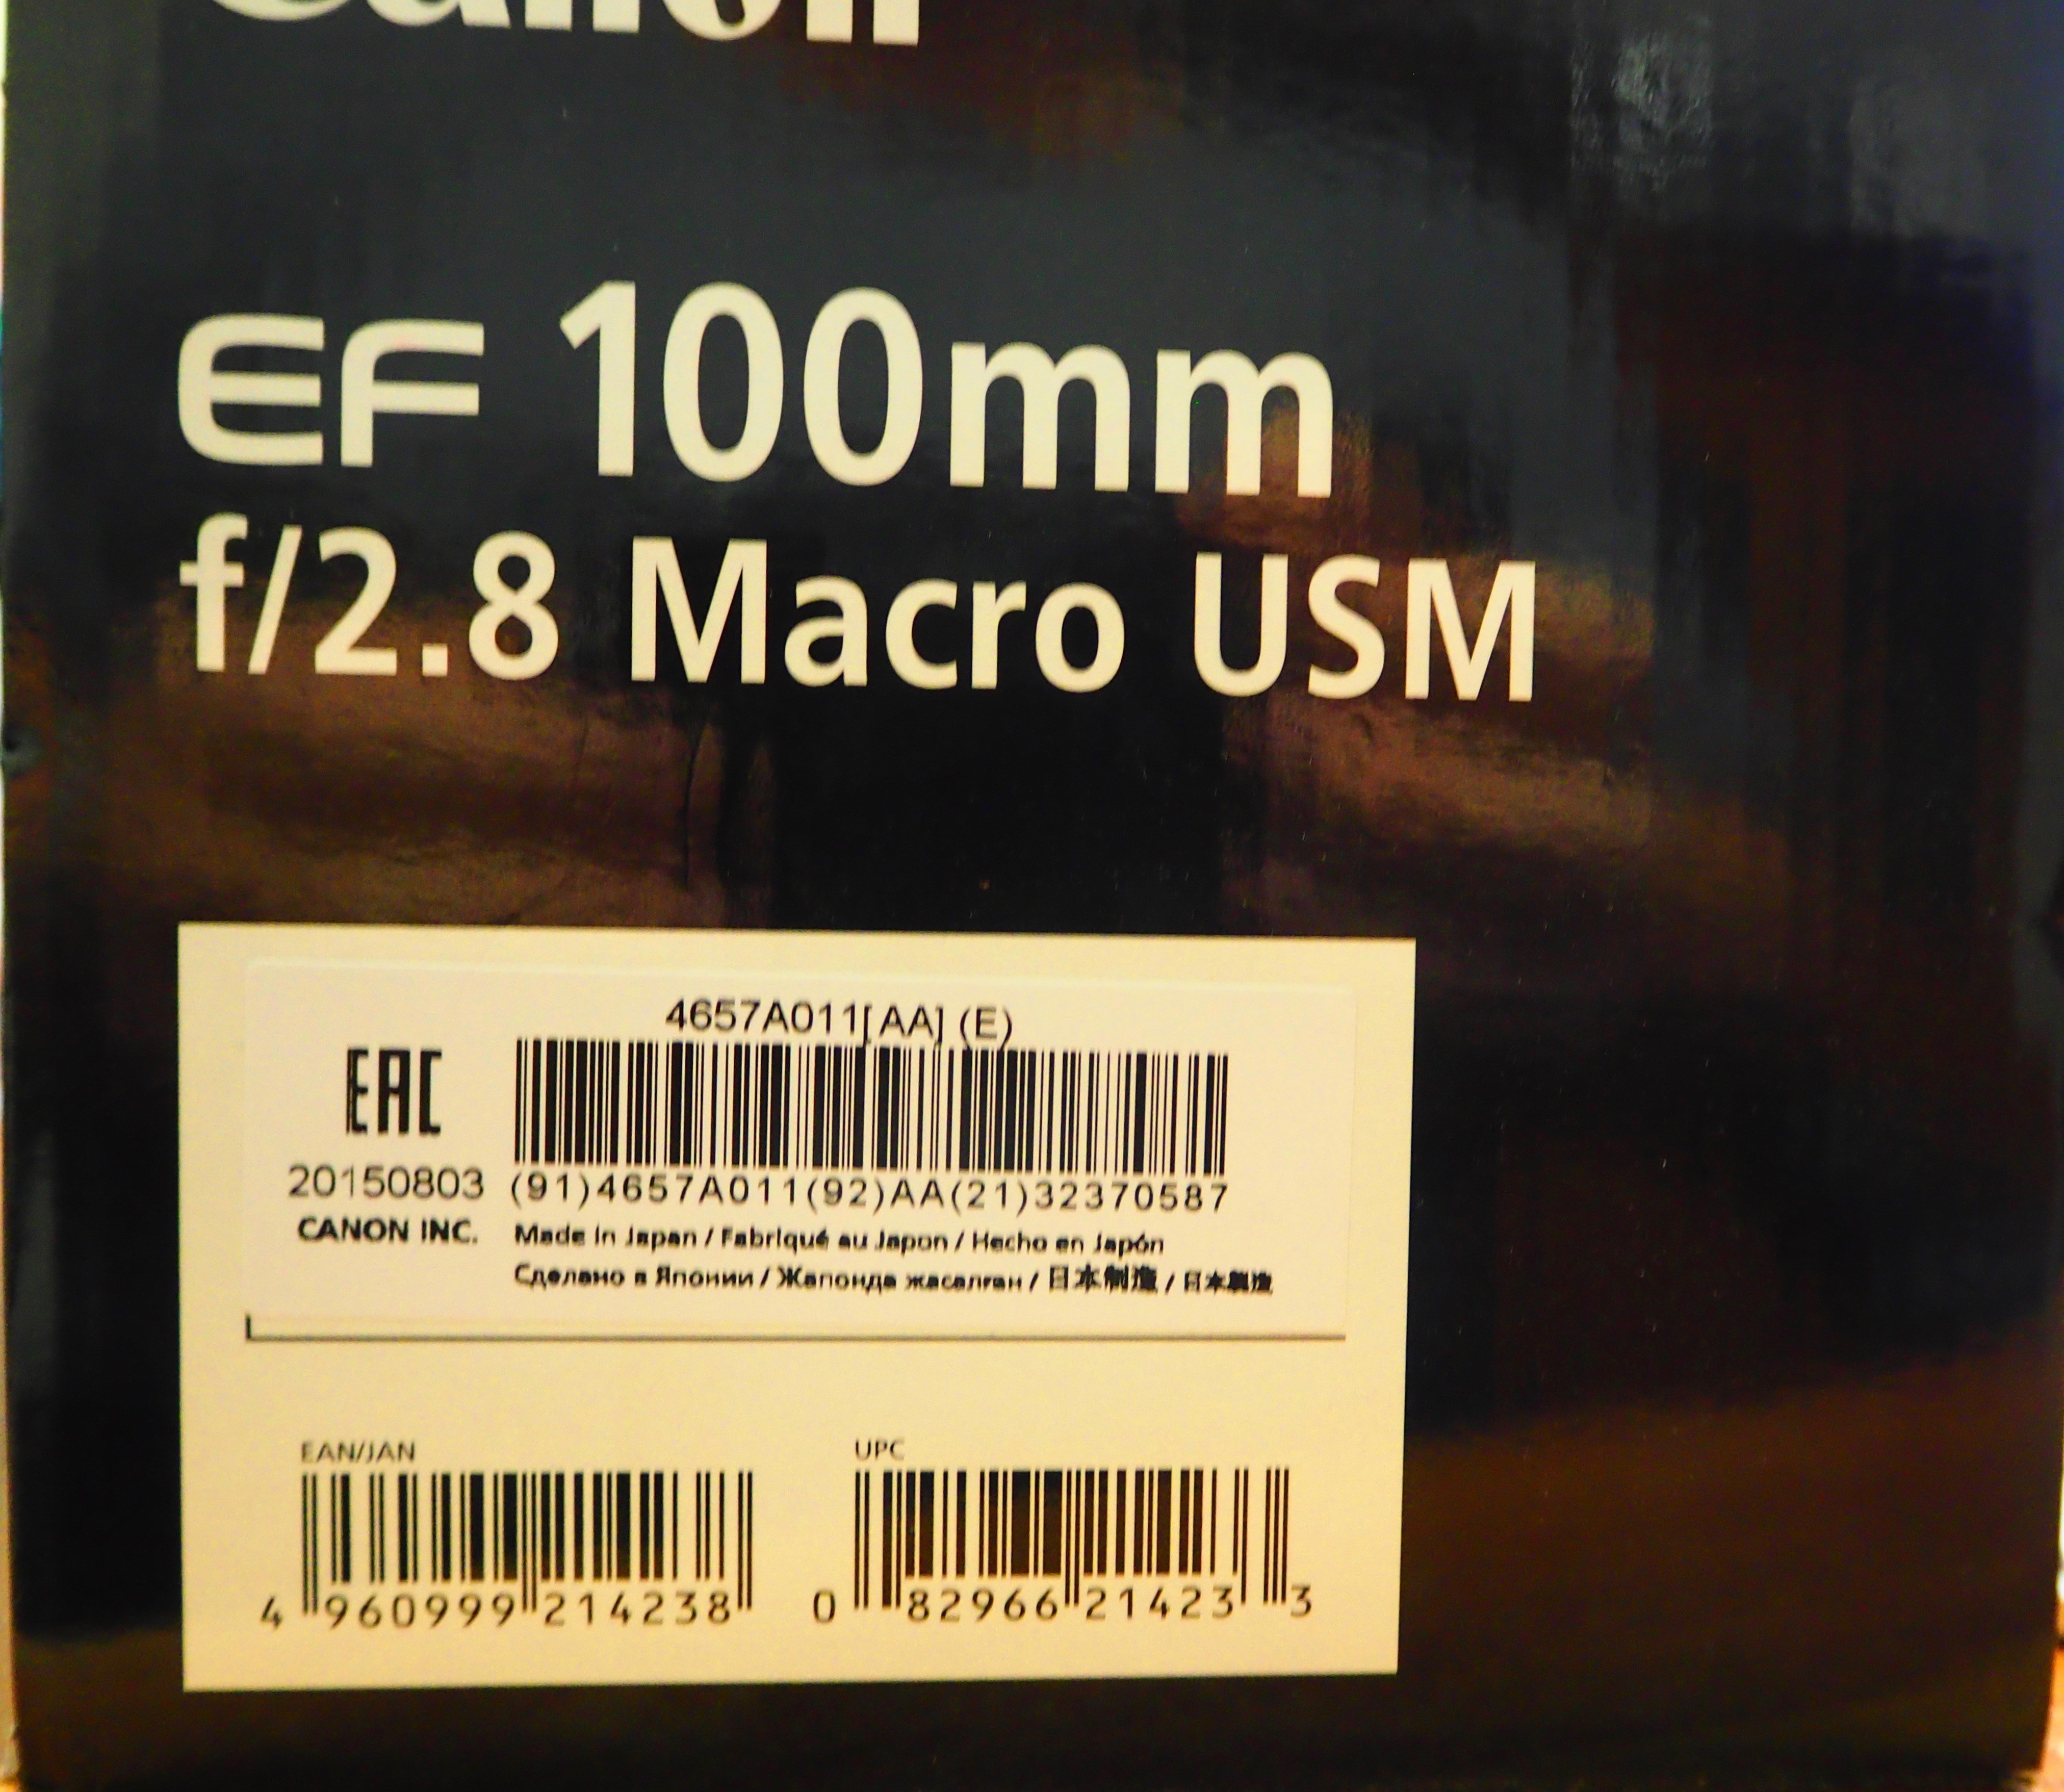 Canon
EF 100mm
f/2.8 Macro USM
4657A011[AA] (E)
EAC
20150803
(91)4657A011(92)AA(21)32370587
CANON INC.
Made in Japan / Fabriqué au Japon / Hecho en Japón
Сделано в Японии / Жапонида жасалған / 日本制造 / 日本製造
EAN/JAN
4 960999 214238
UPC
0 82966 21423 3